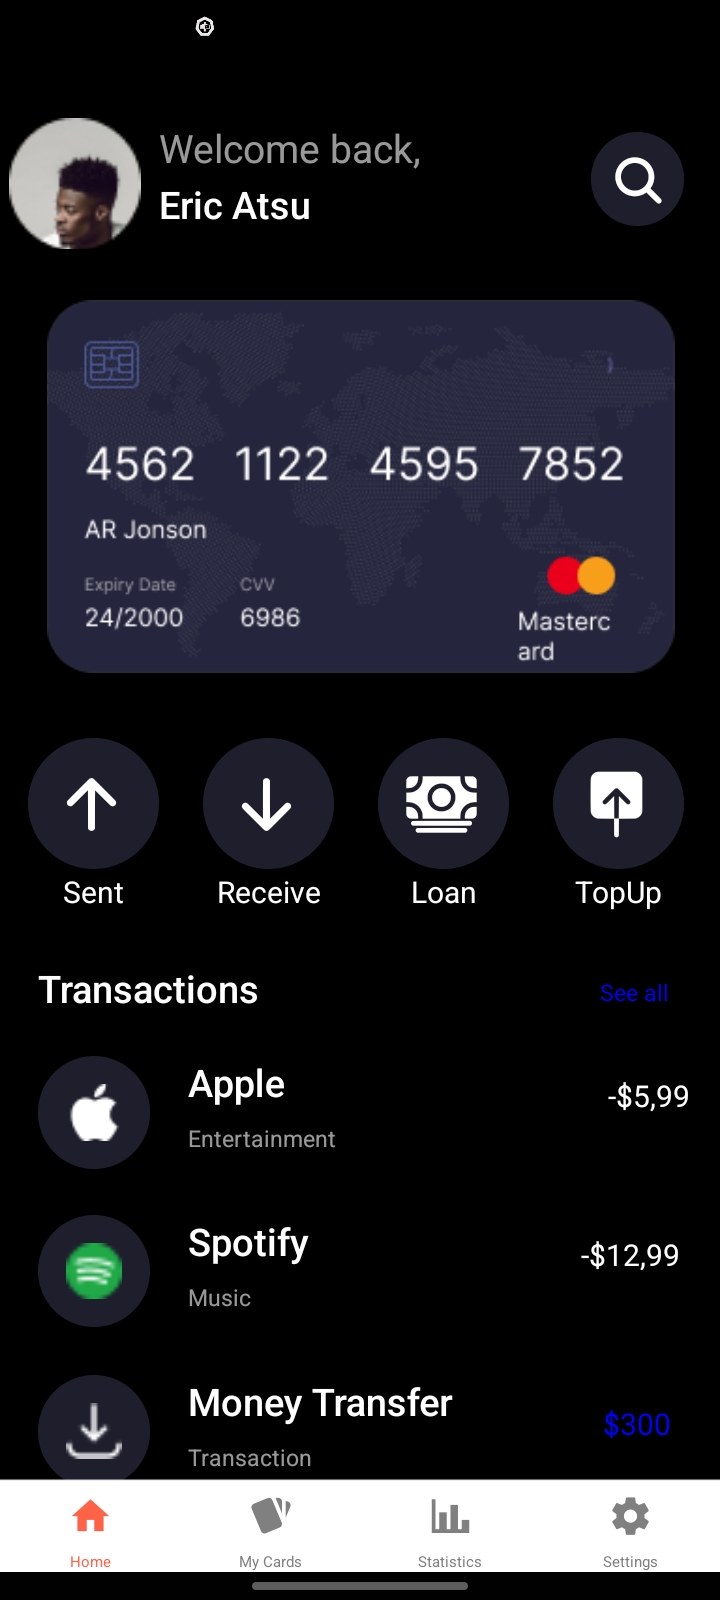 Welcome back,
Eric Atsu
4562 1122 4595 7852
AR Jonson
Expiry Date CVV
24/2000 6986
Masterc
ard
Sent Receive Loan TopUp
Transactions See all
Apple
-$5,99
Entertainment
Spotify
-$12,99
Music
Money Transfer
$300
Transaction
Home My Cards Statistics Settings